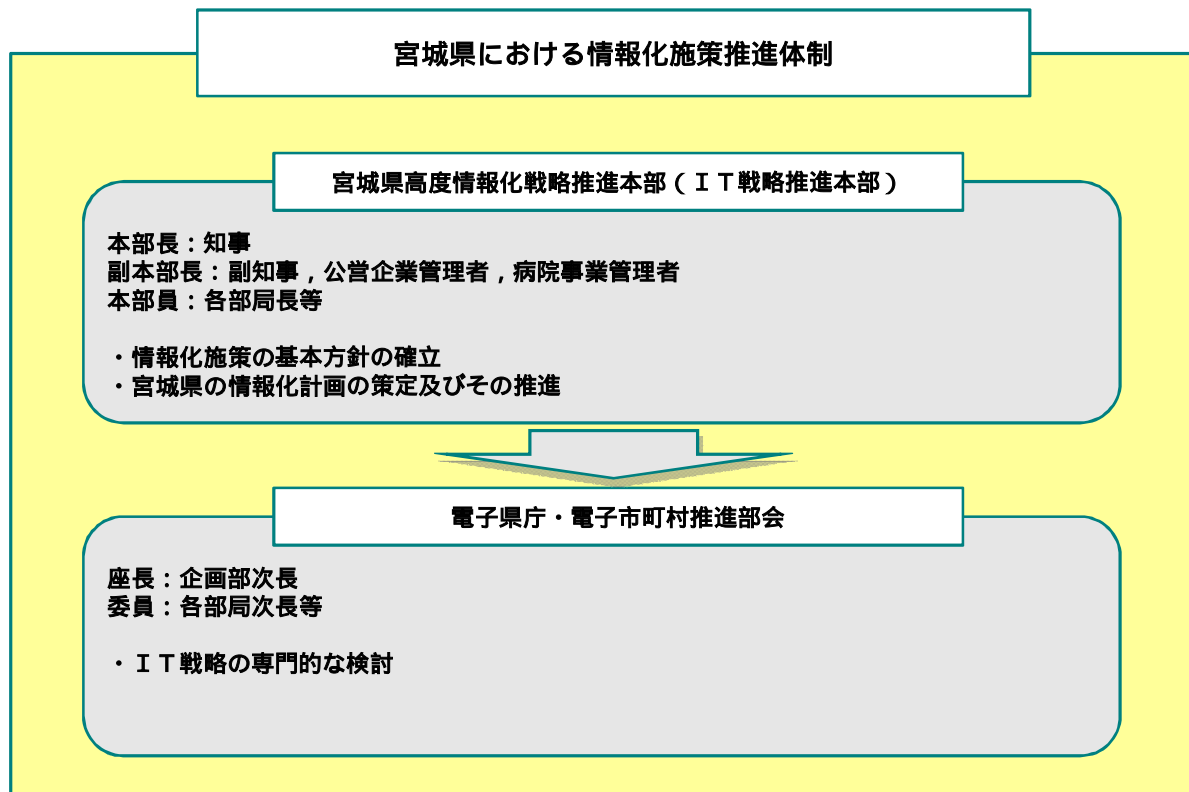 宮城県における情報化施策推進体制
宮城県高度情報化戦略推進本部（ＩＴ戦略推進本部）
本部長：知事
副本部長：副知事，公営企業管理者，病院事業管理者
本部員：各部局長等
・情報化施策の基本方針の確立
・宮城県の情報化計画の策定及びその推進
電子県庁・電子市町村推進部会
座長：企画部次長
委員：各部局次長等
・ＩＴ戦略の専門的な検討